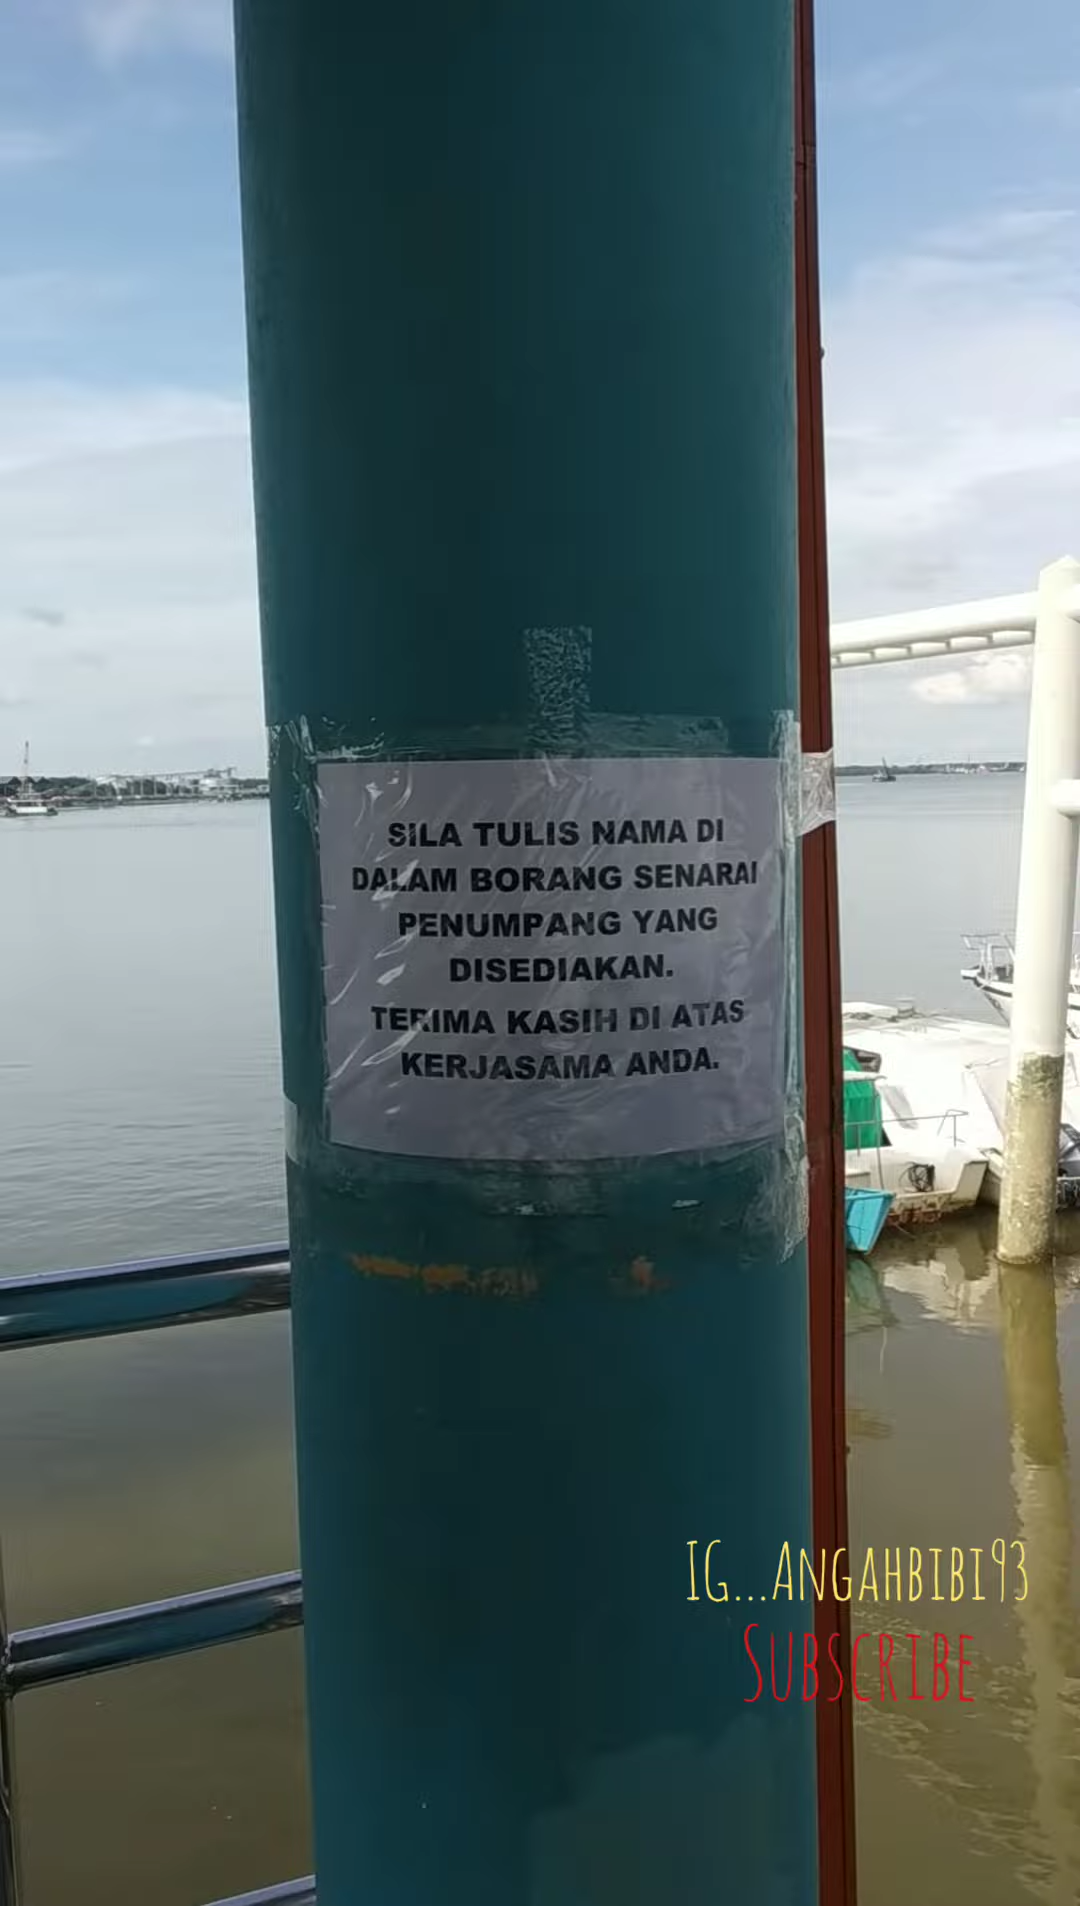 SILA TULIS NAMA DI
DALAM BORANG SENARAI
PENUMPANG YANG
DISEDIAKAN.
TERIMA KASIH DI ATAS
KERJASAMA ANDA.
IG...ANGAHBIBI93
SUBSCRIBE